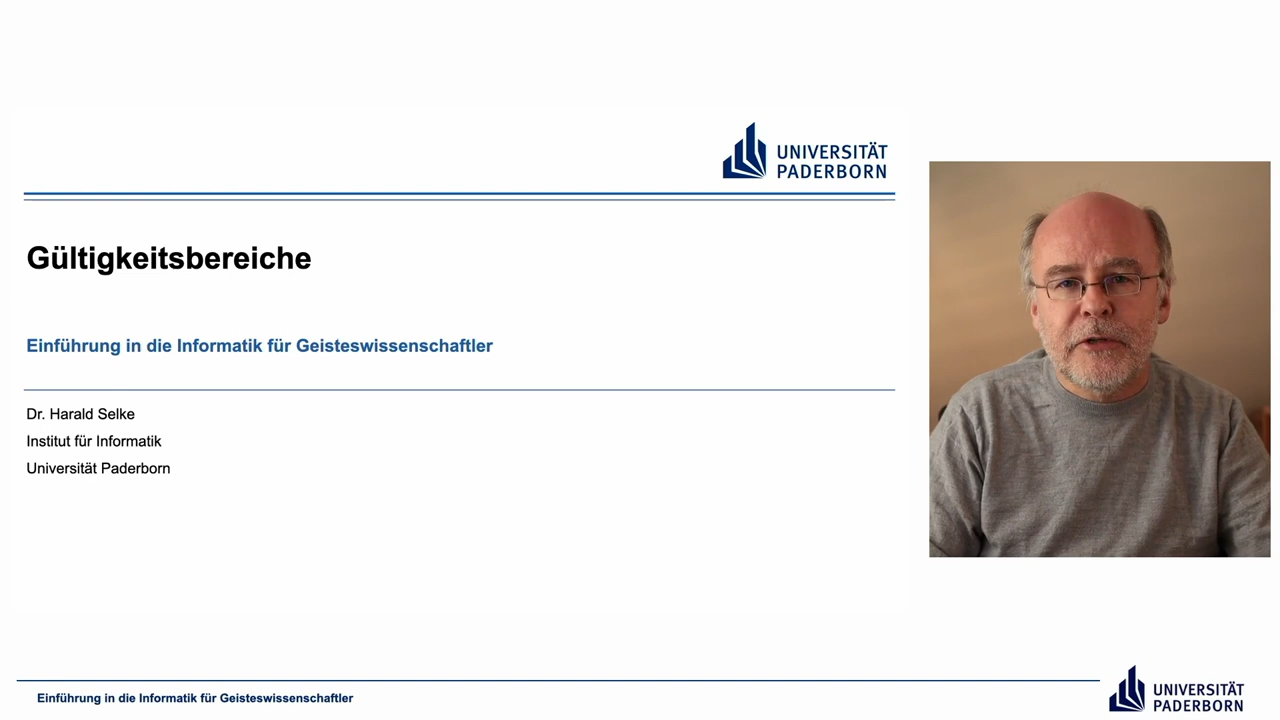 UNIVERSITÄT
PADERBORN
Gültigkeitsbereiche
Einführung in die Informatik für Geisteswissenschaftler
Dr. Harald Selke
Institut für Informatik
Universität Paderborn
Einführung in die Informatik für Geisteswissenschaftler
UNIVERSITÄT
PADERBORN